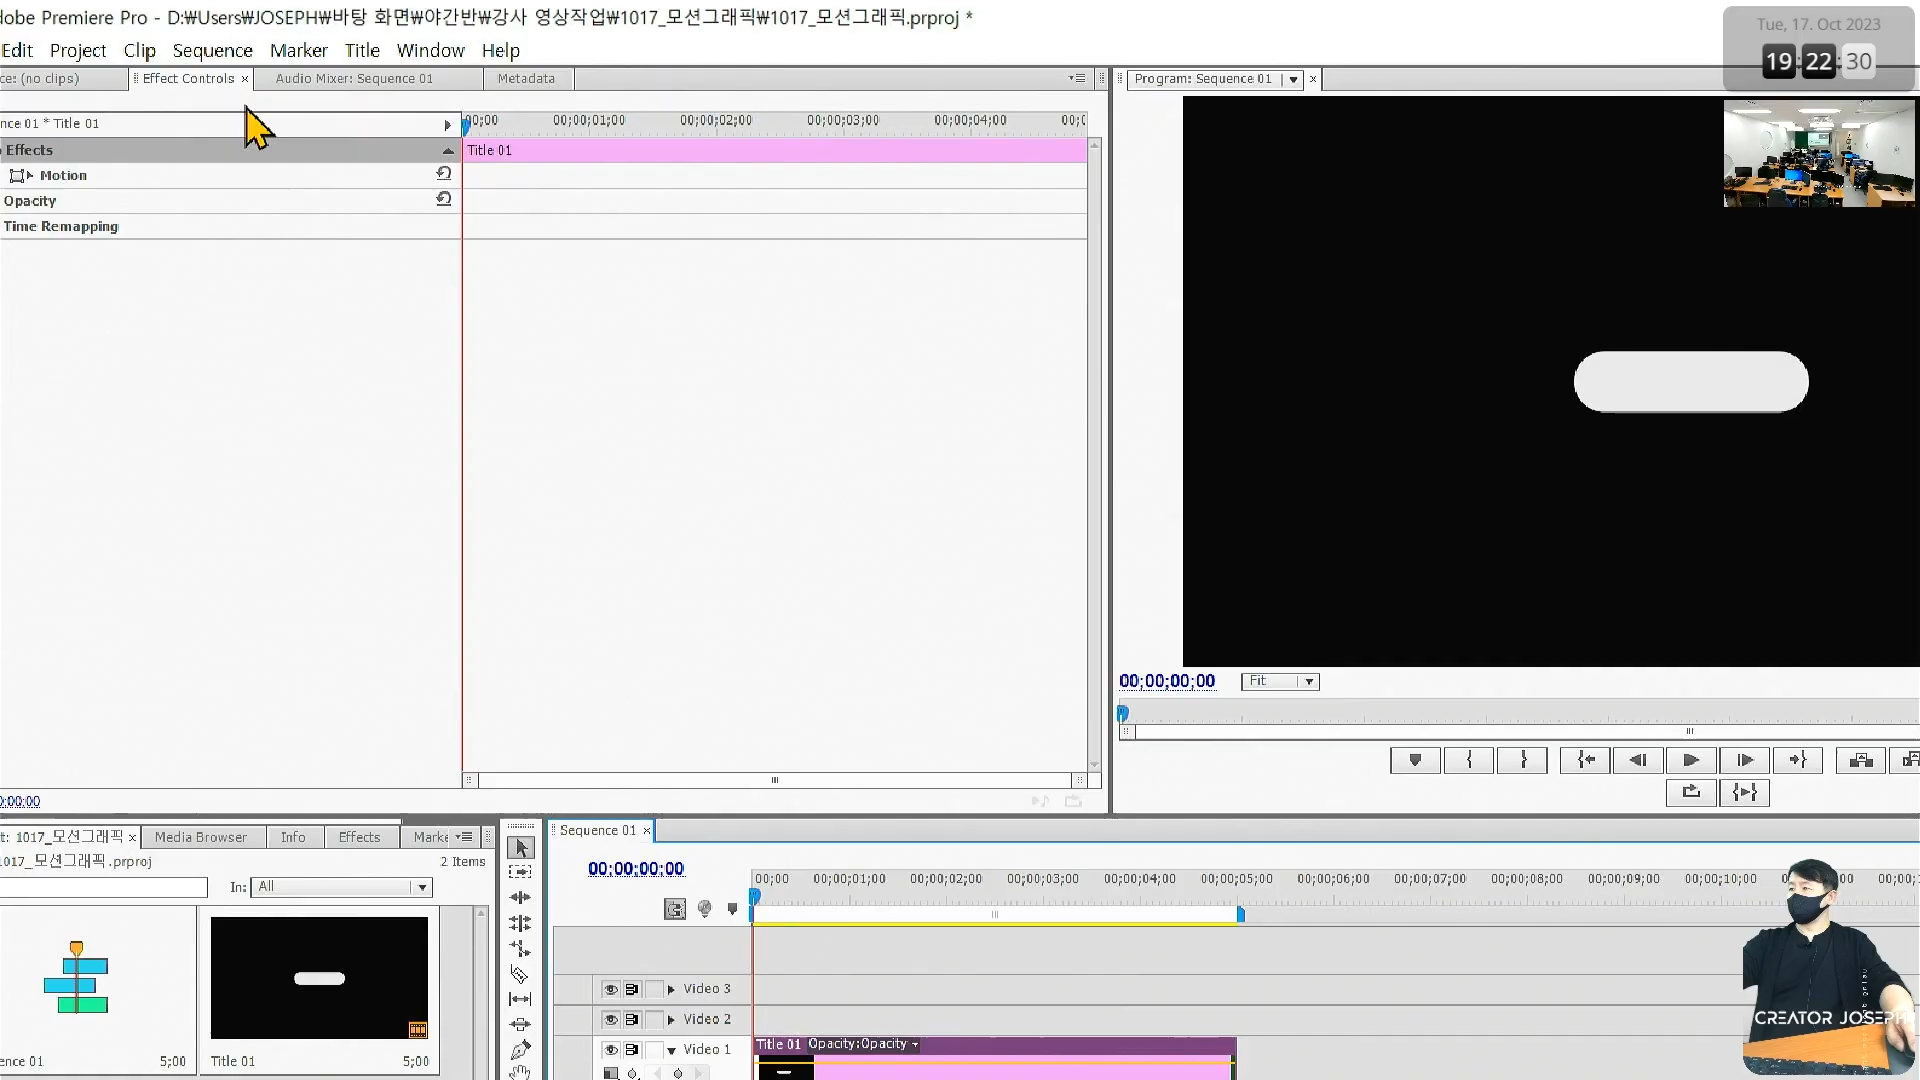 dobe Premiere Pro - D:₩Users₩JOSEPH₩바탕 화면₩야간반₩강사 영상작업₩1017_모션그래픽₩1017_모션그래픽.prproj *
Tue, 17. Oct 2023
19:22:30
Edit Project Clip Sequence Marker Title Window Help
ce: (no clips) Effect Controls × Audio Mixer: Sequence 01 Metadata
Program: Sequence 01 ×
nce 01 * Title 01
00;00 00;00;01;00 00;00;02;00 00;00;03;00 00;00;04;00 00;0
Effects
Title 01
Motion
Opacity
Time Remapping
00;00;00;00 Fit
0:00:00
t: 1017_모션그래픽 × Media Browser Info Effects Marke
1017_모션그래픽.prproj 2 Items
In: All
ence 01 5;00
Title 01 5;00
Sequence 01 ×
00;00;00;00
00;00 00;00;01;00 00;00;02;00 00;00;03;00 00;00;04;00 00;00;05;00 00;00;06;00 00;00;07;00 00;00;08;00 00;00;09;00 00;00;10;00 00;00;1
Video 3
Video 2
Video 1
Title 01 Opacity:Opacity
CREATOR JOSEPH